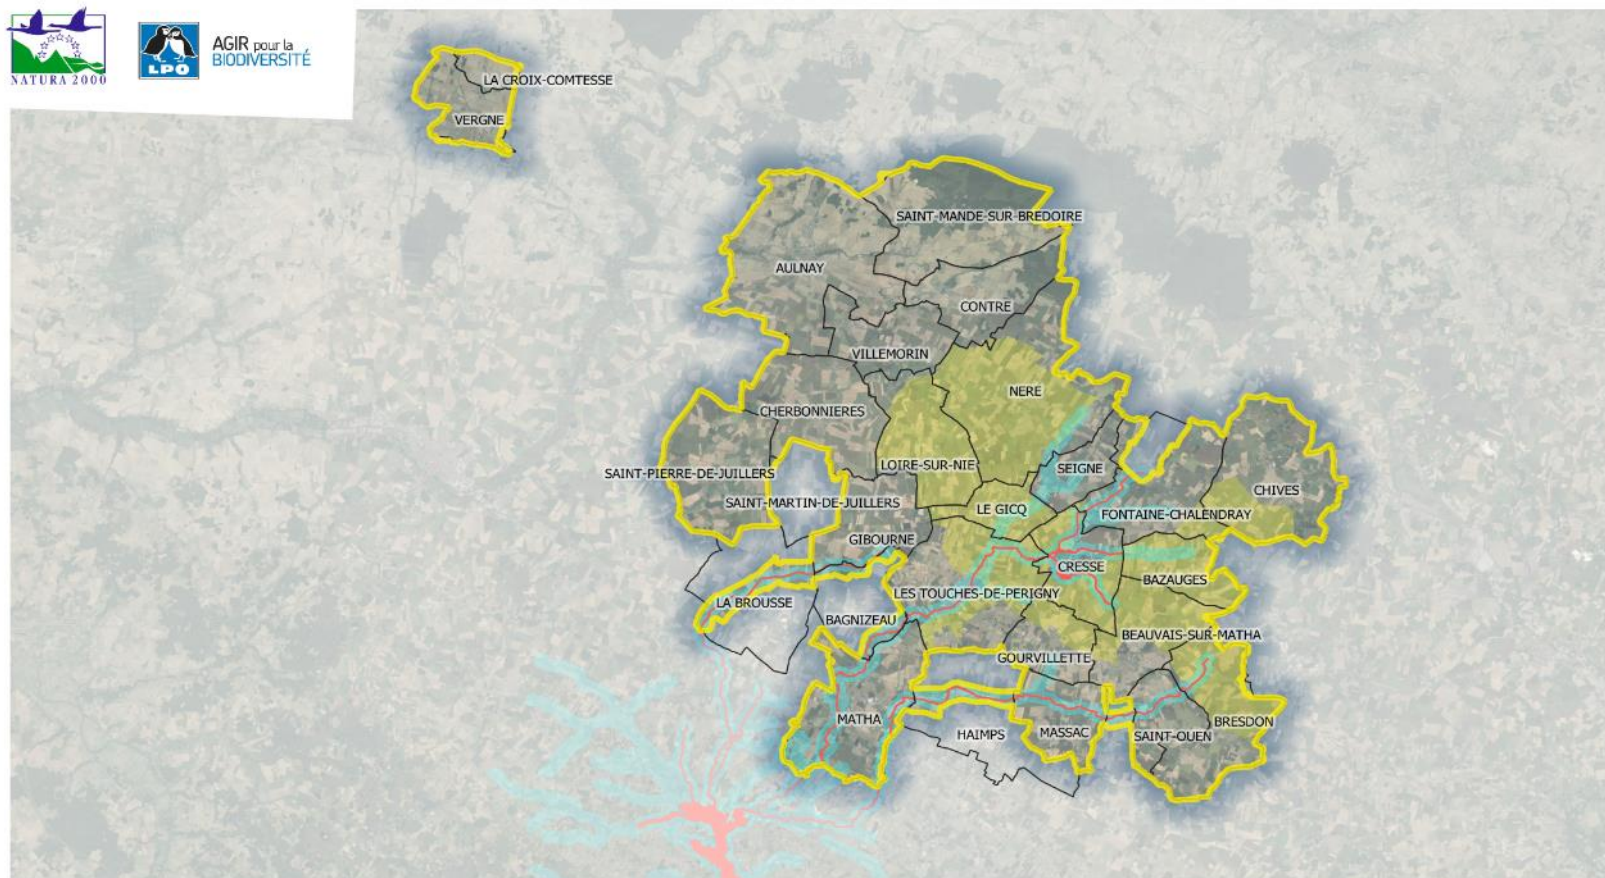 NATURA 2000
LPO
AGIR pour la
BIODIVERSITÉ
LA CROIX-COMTESSE
VERGNE
SAINT-MANDE-SUR-BREDOIRE
AULNAY
CONTRE
VILLEMORIN
NERE
CHERBONNIERES
LOIRE-SUR-NIE
SEIGNE
SAINT-PIERRE-DE-JUILLERS
CHIVES
SAINT-MARTIN-DE-JUILLERS
LE GICQ
FONTAINE-CHALENDRAY
GIBOURNE
CRESSE
BAZAUGES
LES TOUCHES-DE-PERIGNY
LA BROUSSE
BAGNIZEAU
BEAUVAIS-SUR-MATHA
GOURVILLETTE
MATHA
BRESDON
MASSAC
HAIMPS
SAINT-OUEN